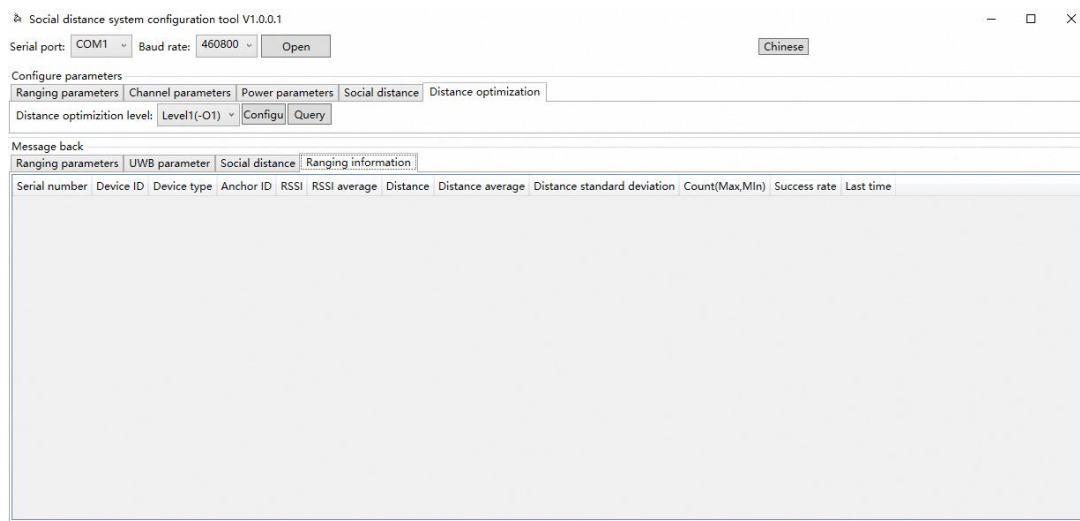 Social distance system configuration tool V1.0.0.1
Serial port: COM1 Baud rate: 460800 Open Chinese
Configure parameters
Ranging parameters Channel parameters Power parameters Social distance Distance optimization
Distance optimizition level: Level1(-O1) Configu Query
Message back
Ranging parameters UWB parameter Social distance Ranging information
Serial number Device ID Device type Anchor ID RSSI RSSI average Distance Distance average Distance standard deviation Count(Max,MIn) Success rate Last time